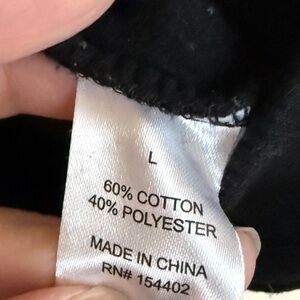 L
60% COTTON
40% POLYESTER
MADE IN CHINA
RN# 154402